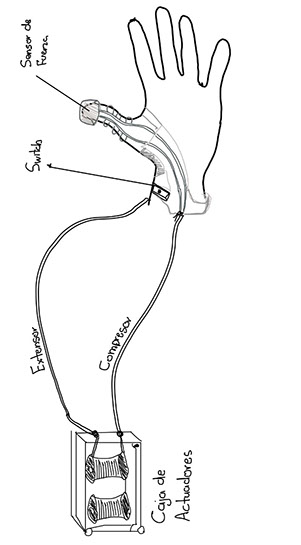 Sensor de
Fuerza
Switch
Extensor
Compresor
Caja de
Actuadores